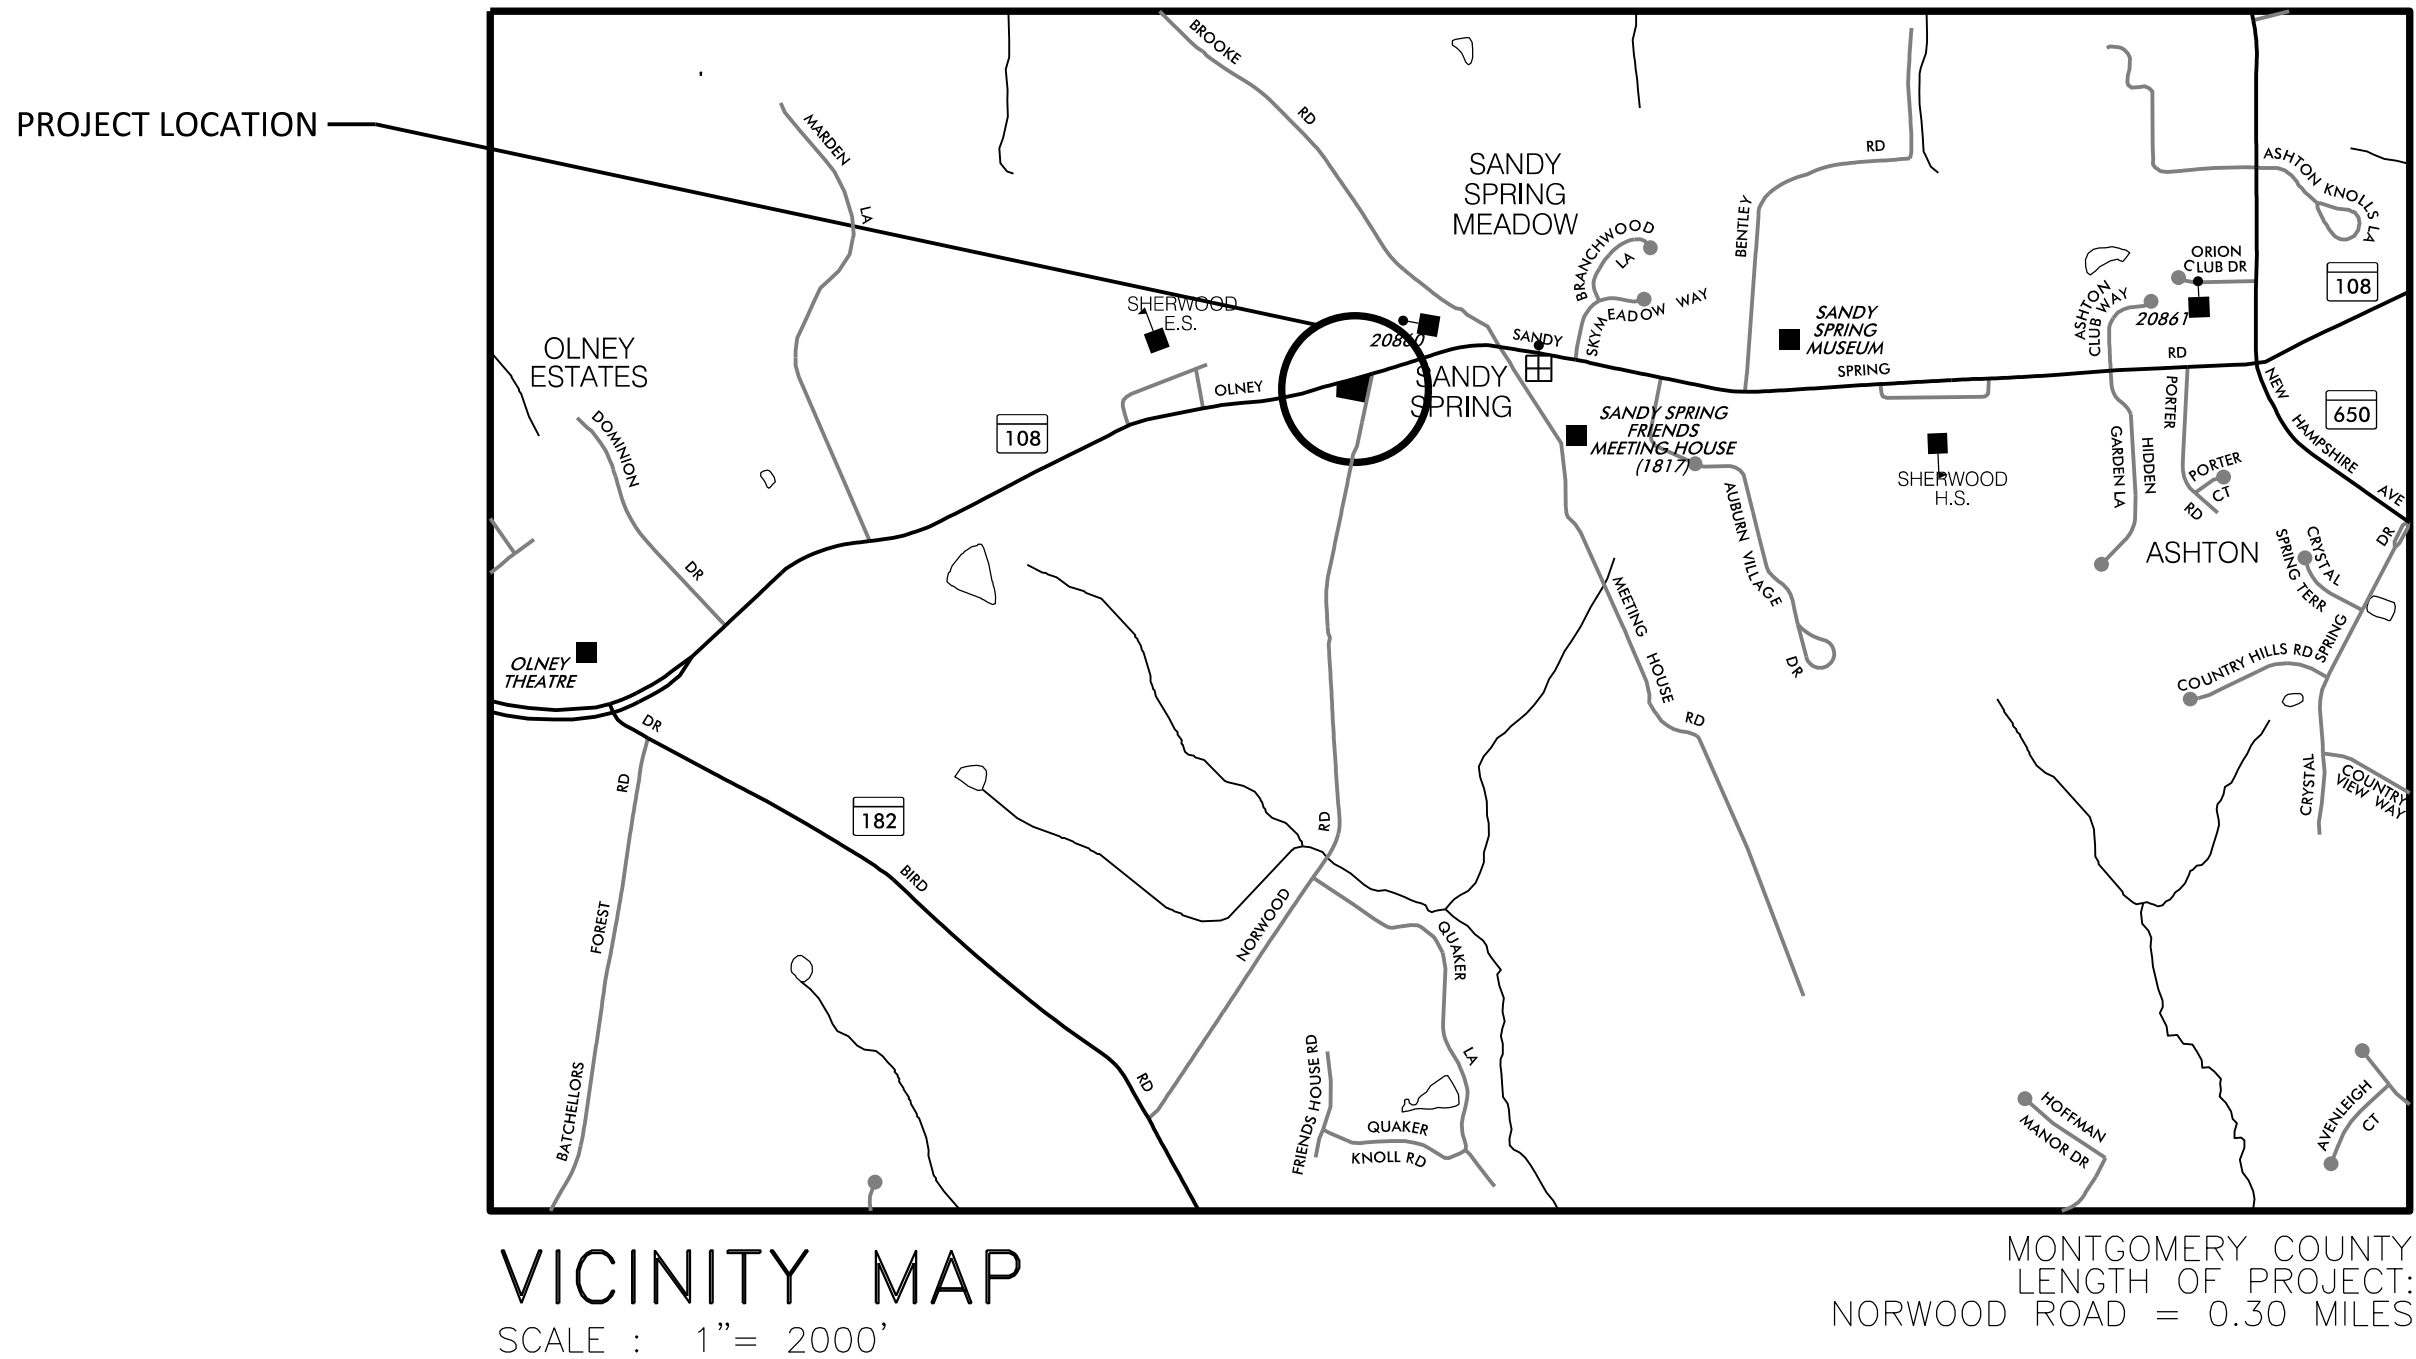 PROJECT LOCATION
BROOKE
RD
MARDEN
LA
SANDY
SPRING
MEADOW
BRANCHWOOD
LA
SKYMEADOW WAY
BENTLEY
RD
ASHTON KNOLLS LA
ORION
CLUB DR
108
ASHTON
CLUB WAY
20861
SHERWOOD
E.S.
20860
SANDY
SPRING
RD
SANDY
SPRING
MUSEUM
OLNEY
ESTATES
OLNEY
108
SANDY
SPRING
SANDY SPRING
FRIENDS
MEETING HOUSE
(1817)
SHERWOOD
H.S.
650
NEW
HAMPSHIRE
AVE
PORTER
RD
PORTER
CT
HIDDEN
GARDEN LA
ASHTON
DOMINION
DR
AUBURN VILLAGE
DR
MEETING
HOUSE
RD
CRYSTAL
SPRING TERR
CRYSTAL
SPRING
DR
COUNTRY HILLS RD
COUNTRY
VIEW WAY
OLNEY
THEATRE
DR
BIRD
RD
182
BATCHELLORS
FOREST
RD
NORWOOD
RD
QUAKER
LA
FRIENDS HOUSE RD
QUAKER
KNOLL RD
HOFFMAN
MANOR DR
AVENLEIGH
CT
VICINITY MAP
SCALE : 1"= 2000'
MONTGOMERY COUNTY
LENGTH OF PROJECT:
NORWOOD ROAD = 0.30 MILES